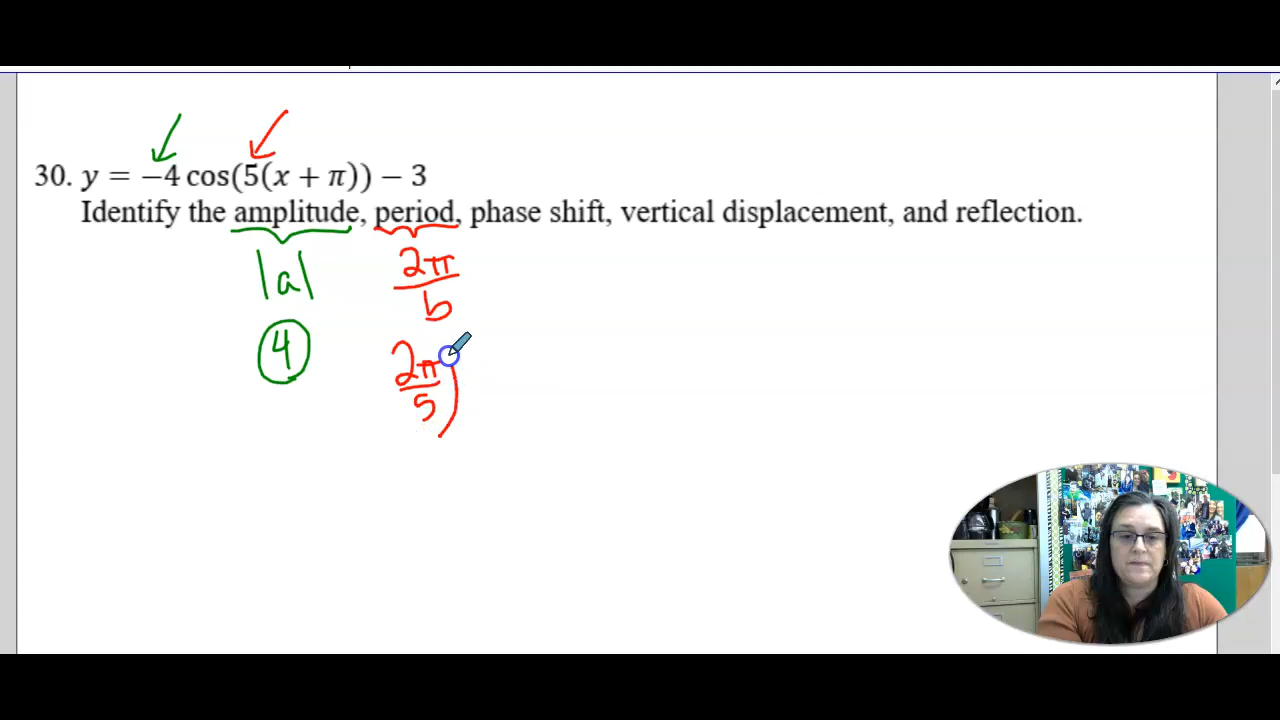 30. y = −4 cos(5(x + π)) − 3
Identify the amplitude, period, phase shift, vertical displacement, and reflection.
|a|
2π
b
4
2π
5